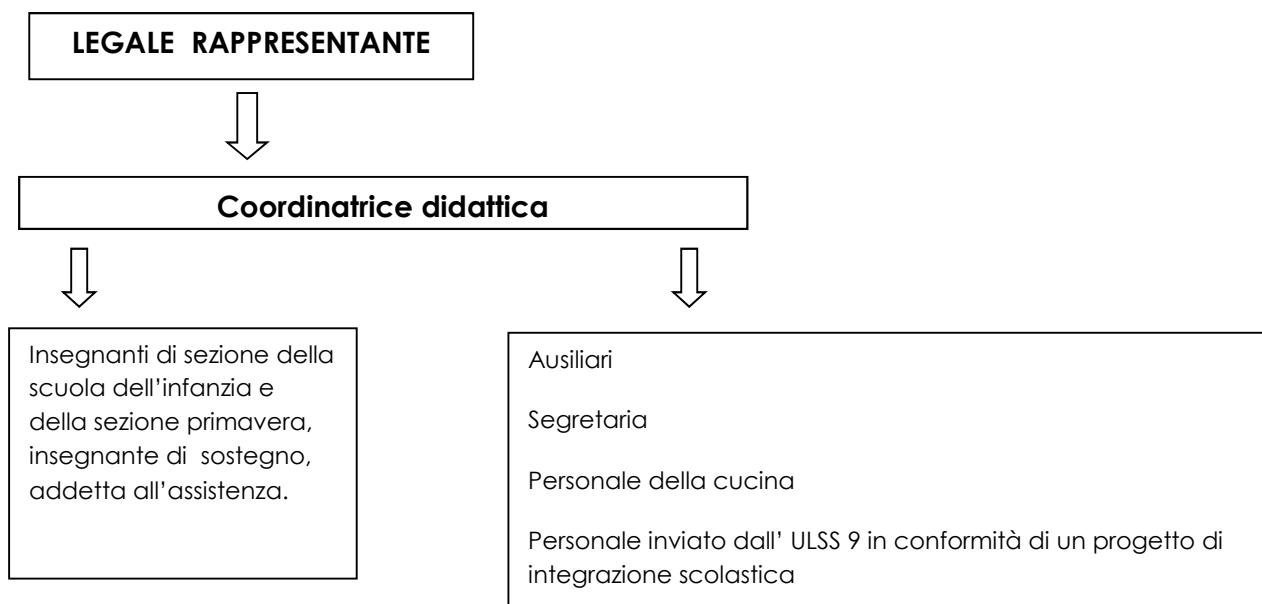 LEGALE RAPPRESENTANTE
Coordinatrice didattica
Insegnanti di sezione della
scuola dell’infanzia e
della sezione primavera,
insegnante di sostegno,
addetta all’assistenza.
Ausiliari
Segretaria
Personale della cucina
Personale inviato dall’ ULSS 9 in conformità di un progetto di
integrazione scolastica